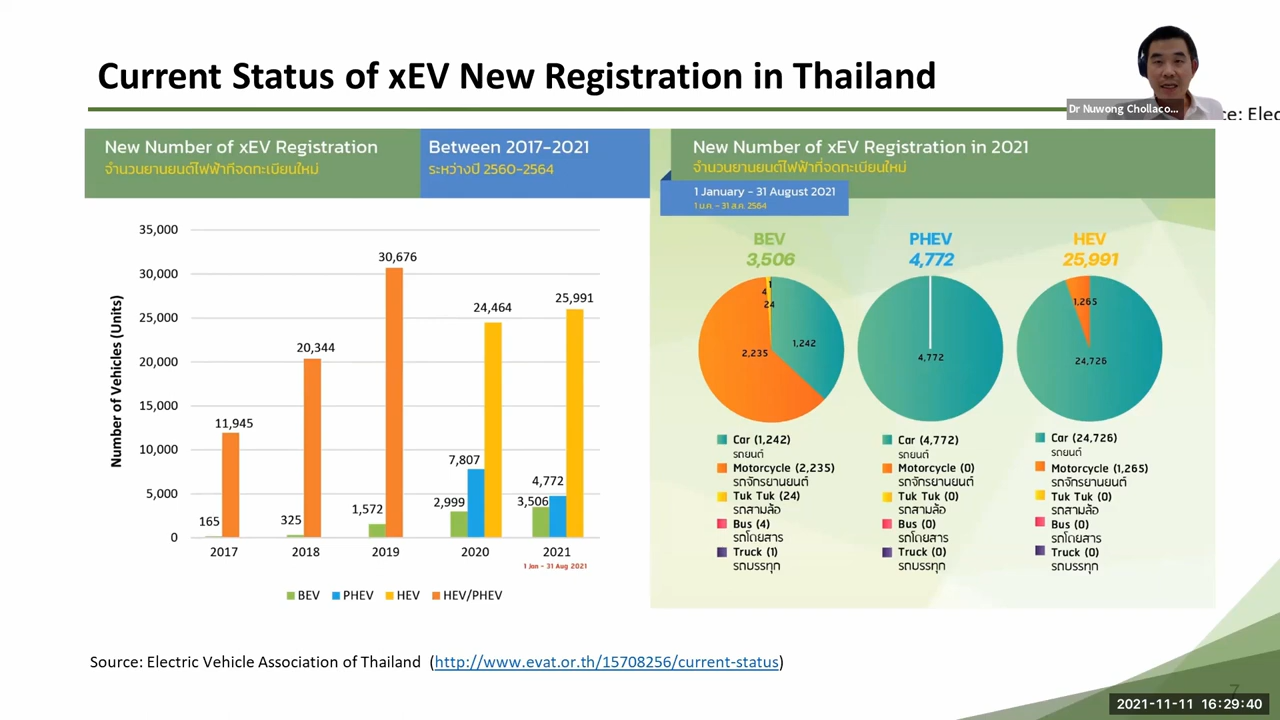 Current Status of xEV New Registration in Thailand
Dr Nuwong Chollaco...
ce: Elec
New Number of xEV Registration
จำนวนยานยนต์ไฟฟ้าที่จดทะเบียนใหม่
Between 2017-2021
ระหว่างปี 2560-2564
35,000
30,000
25,000
20,000
15,000
10,000
5,000
0
Number of Vehicles (Units)
165
11,945
325
20,344
1,572
30,676
2,999
7,807
24,464
3,506
4,772
25,991
2017
2018
2019
2020
2021
1 Jan - 31 Aug 2021
BEV
PHEV
HEV
HEV/PHEV
New Number of xEV Registration in 2021
จำนวนยานยนต์ไฟฟ้าที่จดทะเบียนใหม่
1 January - 31 August 2021
1 ม.ค. - 31 ส.ค. 2564
BEV
3,506
1
4
24
1,242
2,235
Car (1,242)
รถยนต์
Motorcycle (2,235)
รถจักรยานยนต์
Tuk Tuk (24)
รถสามล้อ
Bus (4)
รถโดยสาร
Truck (1)
รถบรรทุก
PHEV
4,772
4,772
Car (4,772)
รถยนต์
Motorcycle (0)
รถจักรยานยนต์
Tuk Tuk (0)
รถสามล้อ
Bus (0)
รถโดยสาร
Truck (0)
รถบรรทุก
HEV
25,991
1,265
24,726
Car (24,726)
รถยนต์
Motorcycle (1,265)
รถจักรยานยนต์
Tuk Tuk (0)
รถสามล้อ
Bus (0)
รถโดยสาร
Truck (0)
รถบรรทุก
Source: Electric Vehicle Association of Thailand (http://www.evat.or.th/15708256/current-status)
7
2021-11-11 16:29:40